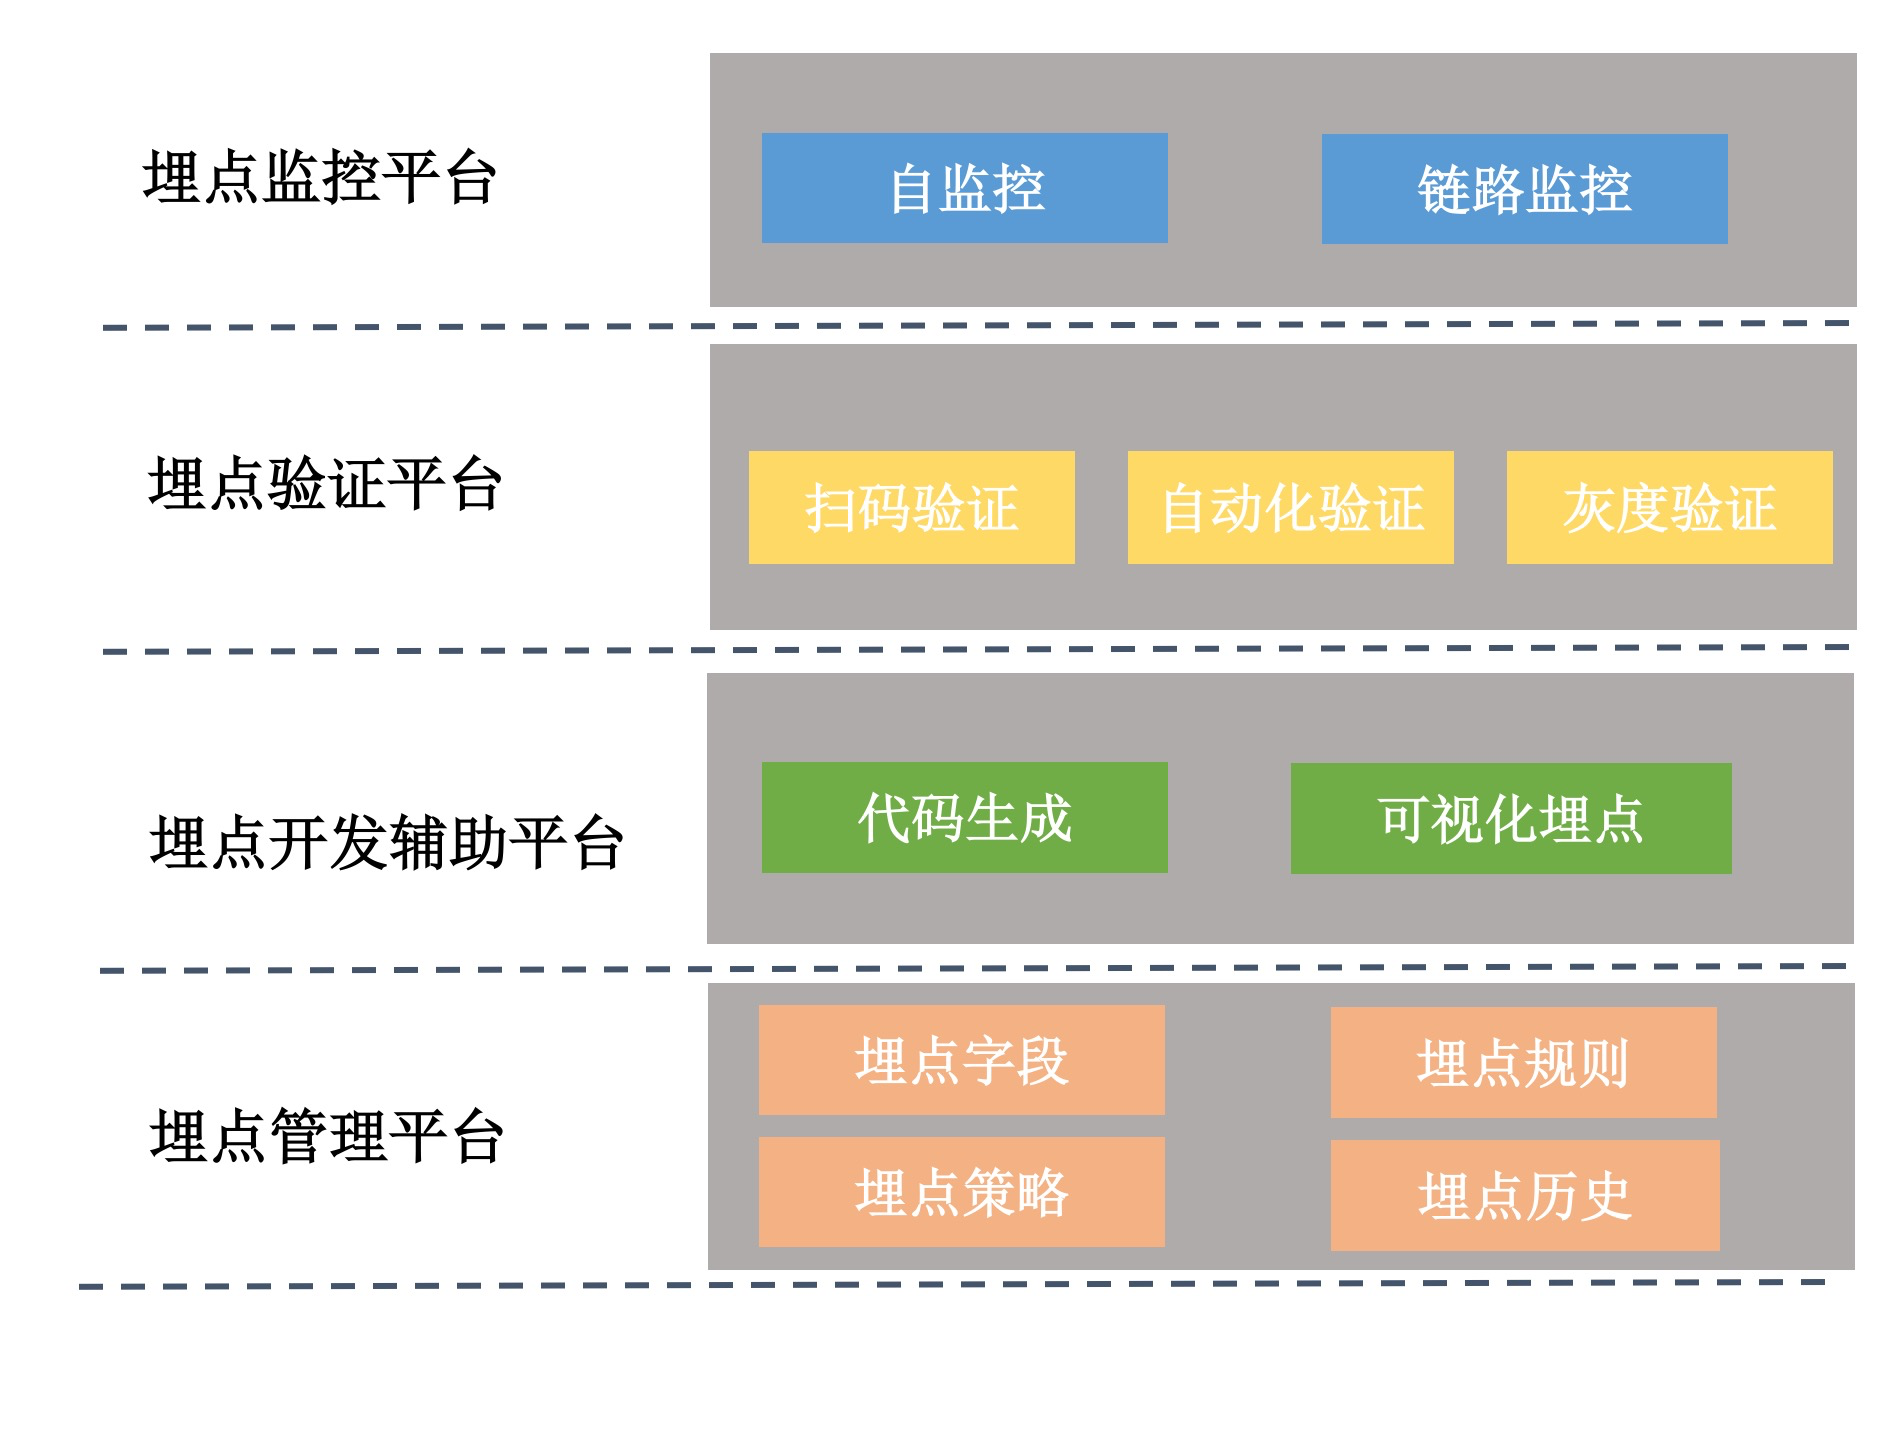 埋点监控平台
自监控
链路监控
埋点验证平台
扫码验证
自动化验证
灰度验证
埋点开发辅助平台
代码生成
可视化埋点
埋点管理平台
埋点字段
埋点规则
埋点策略
埋点历史